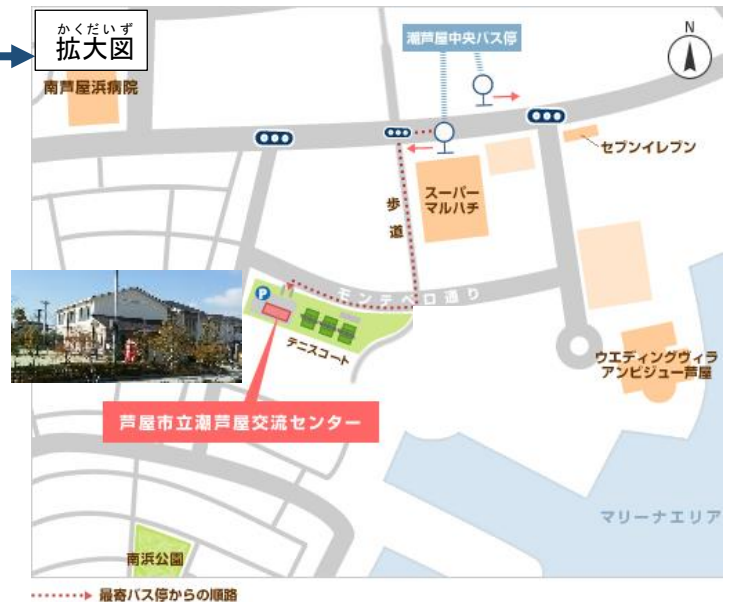 かくだいず
拡大図
潮芦屋中央バス停
N
南芦屋浜病院
セブンイレブン
スーパー
マルハチ
歩道
モンテベロ通り
P
テニスコート
ウエディングヴィラ
アンビジュー芦屋
芦屋市立潮芦屋交流センター
マリーナエリア
南浜公園
最寄バス停からの順路